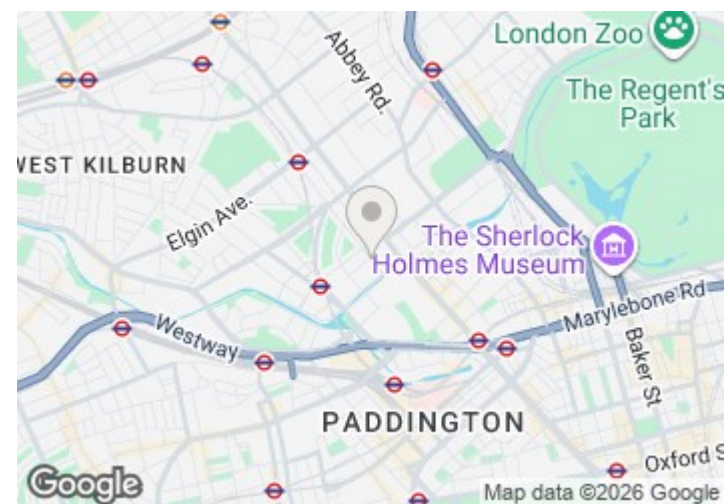 London Zoo
Abbey Rd.
The Regent's
Park
WEST KILBURN
Elgin Ave.
The Sherlock
Holmes Museum
Westway
Marylebone Rd
Baker St
PADDINGTON
Oxford S
Google
Map data ©2026 Google